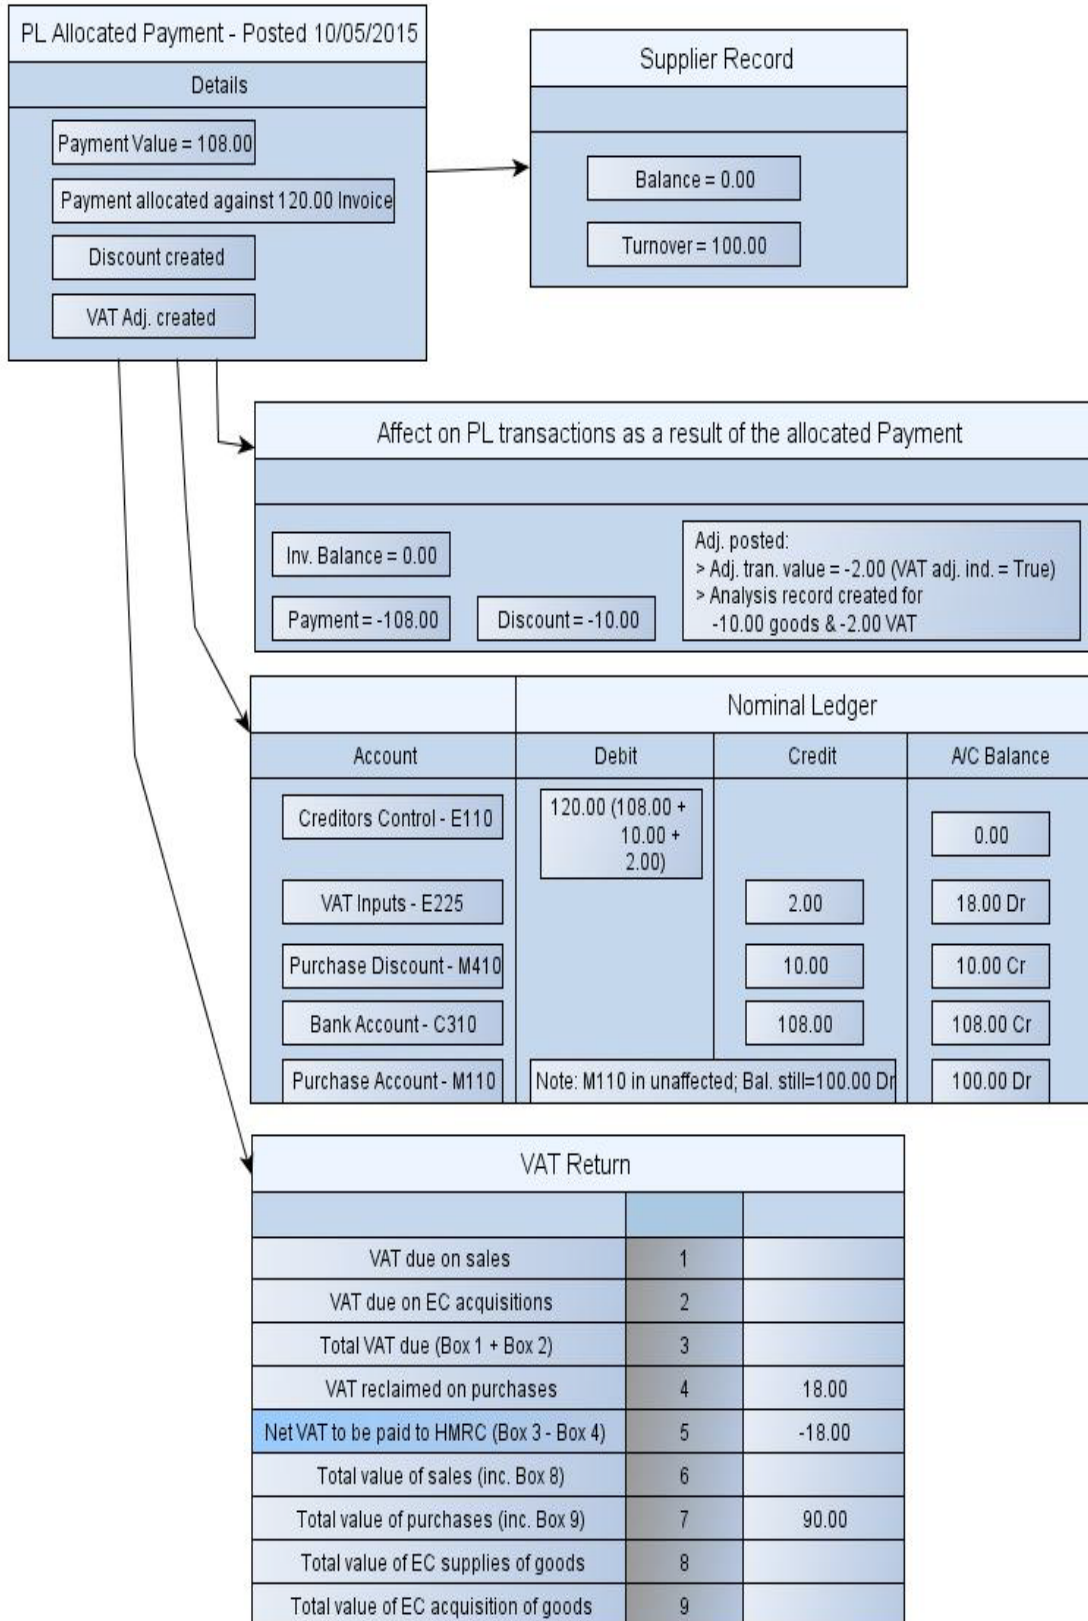 PL Allocated Payment - Posted 10/05/2015
Details
Payment Value = 108.00
Payment allocated against 120.00 Invoice
Discount created
VAT Adj. created
Supplier Record
Balance = 0.00
Turnover = 100.00
Affect on PL transactions as a result of the allocated Payment
Inv. Balance = 0.00
Payment = -108.00
Discount = -10.00
Adj. posted:
> Adj. tran. value = -2.00 (VAT adj. ind. = True)
> Analysis record created for
-10.00 goods & -2.00 VAT
Nominal Ledger
Account Debit Credit A/C Balance
Creditors Control - E110
120.00 (108.00 +
10.00 +
2.00)
0.00
VAT Inputs - E225 2.00 18.00 Dr
Purchase Discount - M410 10.00 10.00 Cr
Bank Account - C310 108.00 108.00 Cr
Purchase Account - M110 Note: M110 in unaffected; Bal. still=100.00 Dr 100.00 Dr
VAT Return
VAT due on sales 1
VAT due on EC acquisitions 2
Total VAT due (Box 1 + Box 2) 3
VAT reclaimed on purchases 4 18.00
Net VAT to be paid to HMRC (Box 3 - Box 4) 5 -18.00
Total value of sales (inc. Box 8) 6
Total value of purchases (inc. Box 9) 7 90.00
Total value of EC supplies of goods 8
Total value of EC acquisition of goods 9